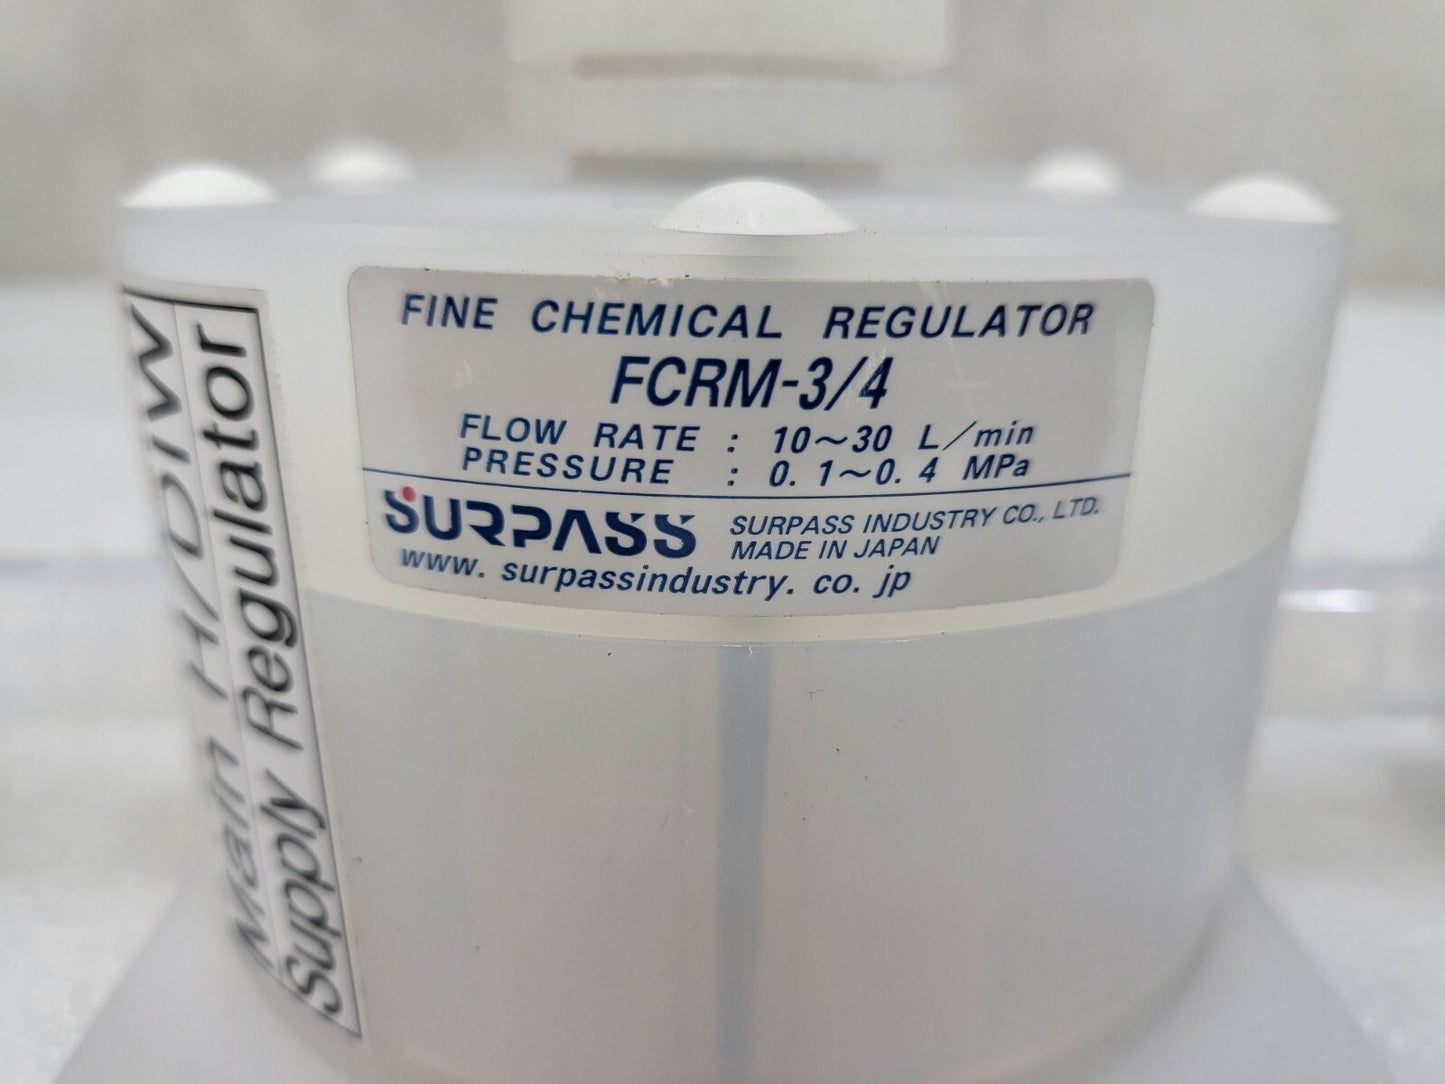 FINE CHEMICAL REGULATOR
FCRM-3/4
FLOW RATE : 10~30 L/min
PRESSURE : 0.1~0.4 MPa
SURPASS
SURPASS INDUSTRY CO., LTD.
MADE IN JAPAN
www.surpassindustry.co.jp
Main H/DIW
Supply Regulator